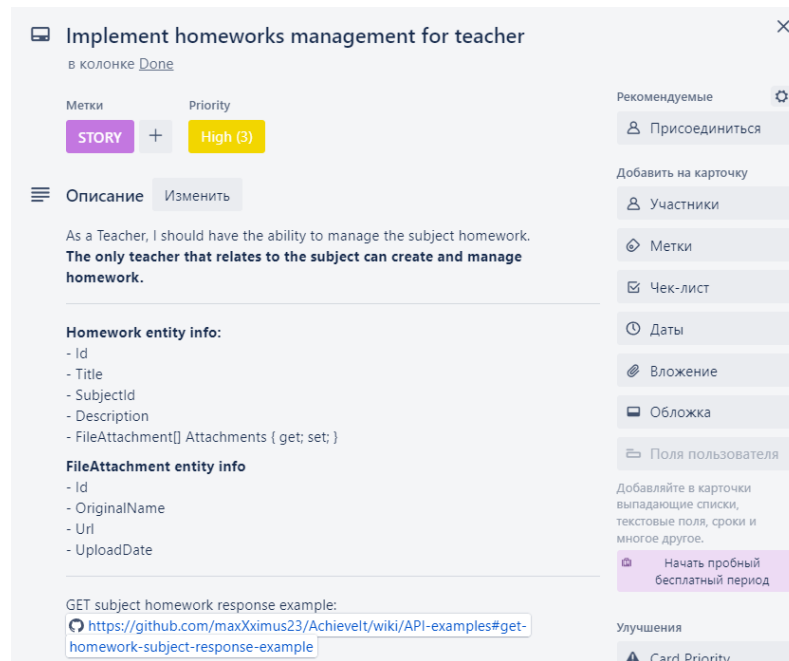 Implement homeworks management for teacher
в колонке Done
Метки
Priority
STORY
+
High (3)
Описание
Изменить
As a Teacher, I should have the ability to manage the subject homework.
The only teacher that relates to the subject can create and manage
homework.
Homework entity info:
- Id
- Title
- SubjectId
- Description
- FileAttachment[] Attachments { get; set; }
FileAttachment entity info
- Id
- OriginalName
- Url
- UploadDate
GET subject homework response example:
https://github.com/maxXximus23/AchieveIt/wiki/API-examples#get-
homework-subject-response-example
Рекомендуемые
Присоединиться
Добавить на карточку
Участники
Метки
Чек-лист
Даты
Вложение
Обложка
Поля пользователя
Добавляйте в карточки
выпадающие списки,
текстовые поля, сроки и
многое другое.
Начать пробный
бесплатный период
Улучшения
Card Priority